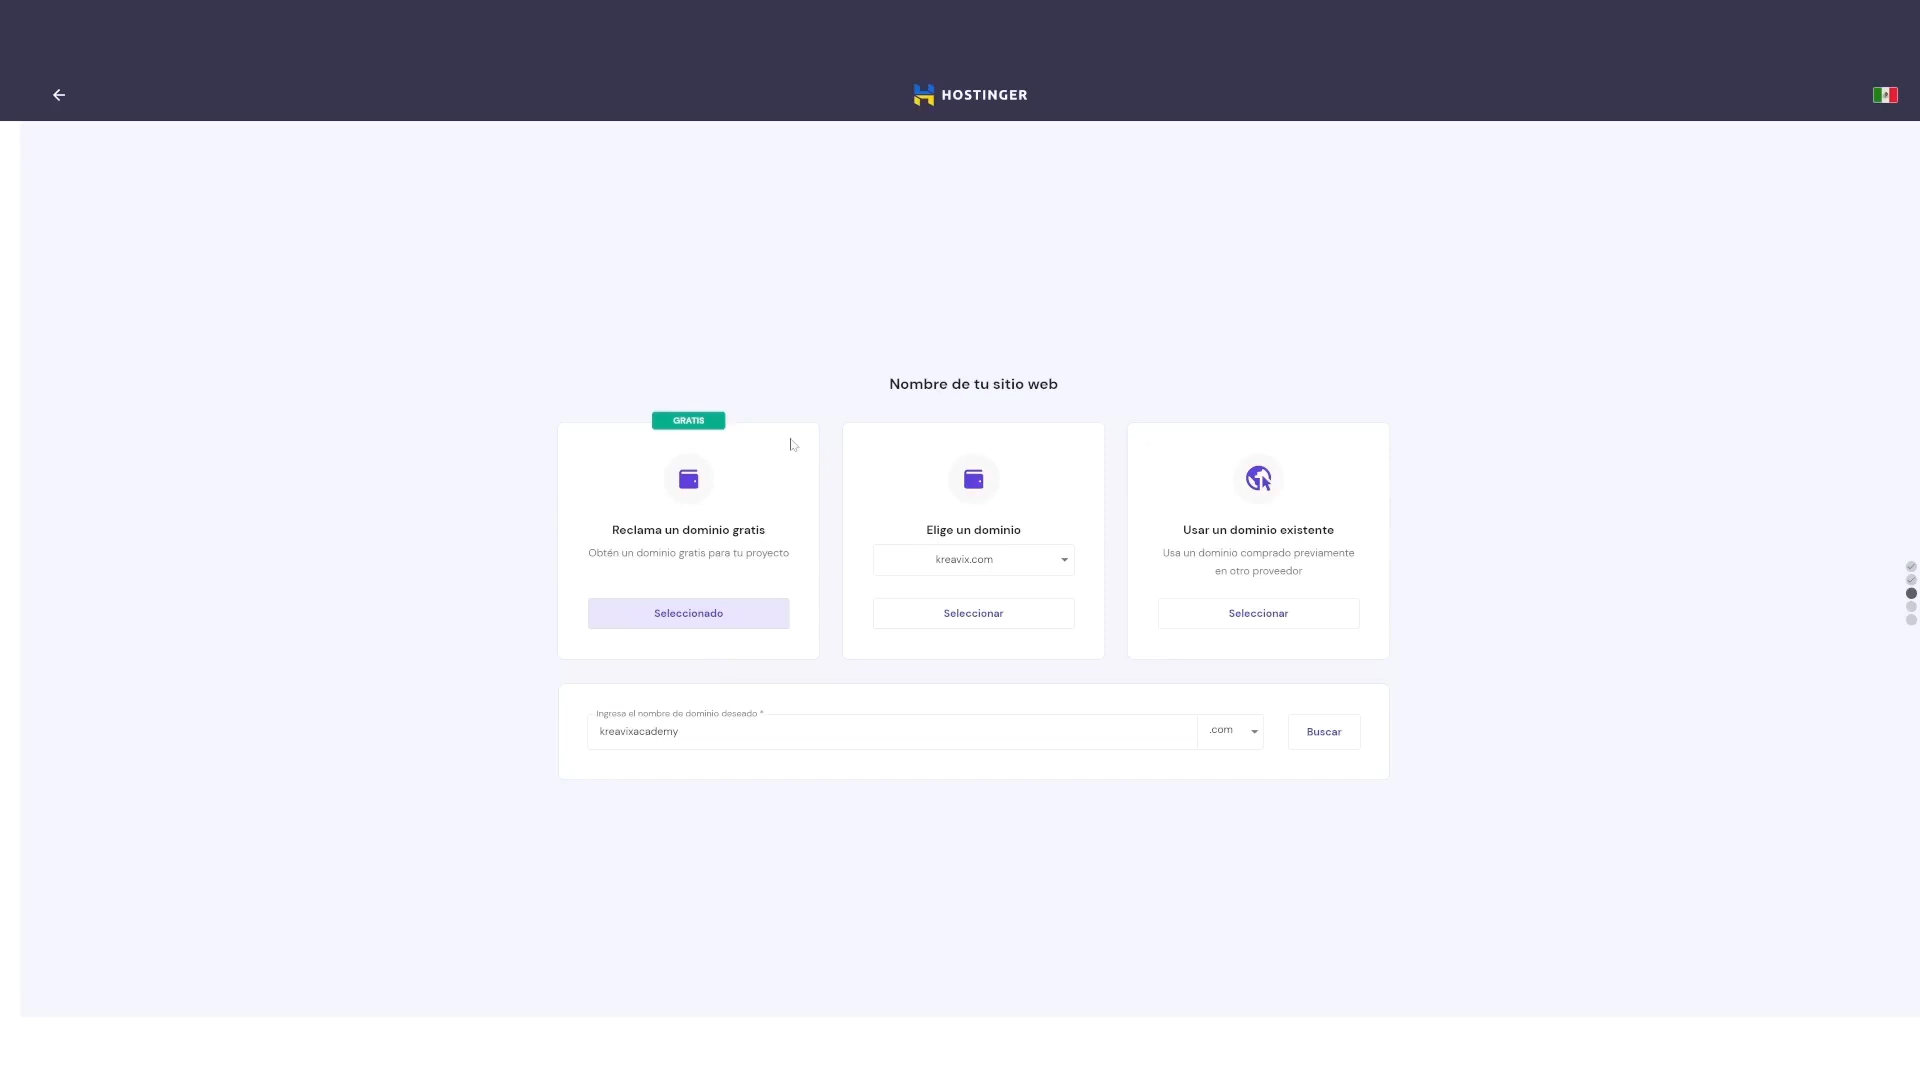 HOSTINGER
Nombre de tu sitio web
GRATIS
Reclama un dominio gratis
Obtén un dominio gratis para tu proyecto
Seleccionado
Elige un dominio
kreavix.com
Seleccionar
Usar un dominio existente
Usa un dominio comprado previamente
en otro proveedor
Seleccionar
Ingresa el nombre de dominio deseado *
kreavixacademy
.com
Buscar